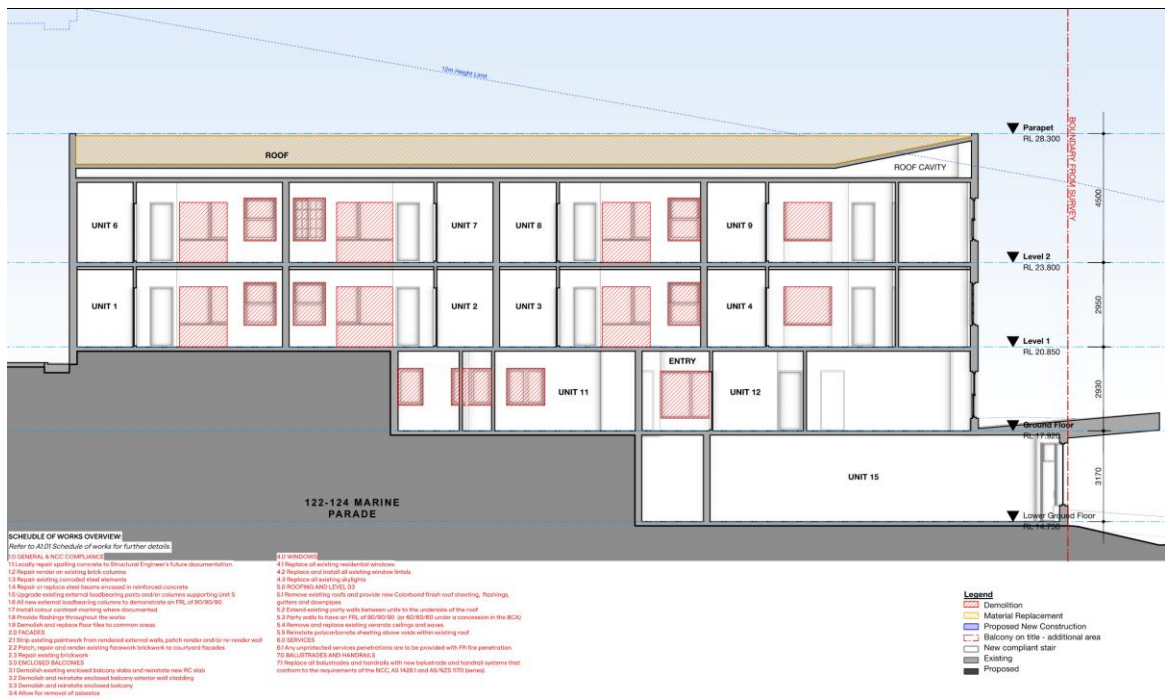 12m Height Limit
Parapet
RL 28.300
BOUNDARY FROM SURVEY
ROOF
ROOF CAVITY
4500
UNIT 6
UNIT 7
UNIT 8
UNIT 9
Level 2
RL 23.800
UNIT 1
UNIT 2
UNIT 3
UNIT 4
2950
Level 1
RL 20.850
ENTRY
UNIT 11
UNIT 12
2930
Ground Floor
RL 17.920
UNIT 15
3170
122-124 MARINE
PARADE
Lower Ground Floor
RL 14.750
SCHEUDLE OF WORKS OVERVIEW:
Refer to A1.01 Schedule of works for further details.
1.0 GENERAL & NCC COMPLIANCE
1.1 Locally repair spalling concrete to Structural Engineer's future documentation.
1.2 Repair render on existing brick columns
1.3 Repair existing corroded steel elements
1.4 Repair or replace steel beams encased in reinforced concrete
1.5 Upgrade existing external loadbearing posts and/or columns supporting Unit 5
1.6 All new external loadbearing columns to demonstrate an FRL of 90/90/90
1.7 Install colour contrast marking where documented
1.8 Provide flashings throughout the works
1.9 Demolish and replace floor tiles to common areas
2.0 FACADES
2.1 Strip existing paintwork from rendered external walls, patch render and/or re-render wall
2.2 Patch, repair and render existing facework brickwork to courtyard facades
2.3 Repair existing brickwork
3.0 ENCLOSED BALCONIES
3.1 Demolish existing enclosed balcony slabs and reinstate new RC slab
3.2 Demolish and reinstate enclosed balcony exterior wall cladding
3.3 Demolish and reinstate enclosed balcony
3.4 Allow for removal of asbestos
4.0 WINDOWS
4.1 Replace all existing residential windows
4.2 Replace and install all existing window lintels
4.3 Replace all existing skylights
5.0 ROOFING AND LEVEL 03
5.1 Remove existing roofs and provide new Colorbond finish roof sheeting, flashings,
gutters and downpipes
5.2 Extend existing party walls between units to the underside of the roof
5.3 Party walls to have an FRL of 90/90/90 (or 60/60/60 under a concession in the BCA)
5.4 Remove and replace existing veranda ceilings and eaves
5.5 Reinstate polycarbonate sheeting above voids within existing roof
6.0 SERVICES
6.1 Any unprotected services penetrations are to be provided with FR fire penetration
7.0 BALUSTRADES AND HANDRAILS
7.1 Replace all balustrades and handrails with new balustrade and handrail systems that
conform to the requirements of the NCC, AS 1428.1 and AS/NZS 1170 (series).
Legend
Demolition
Material Replacement
Proposed New Construction
Balcony on title - additional area
New compliant stair
Existing
Proposed